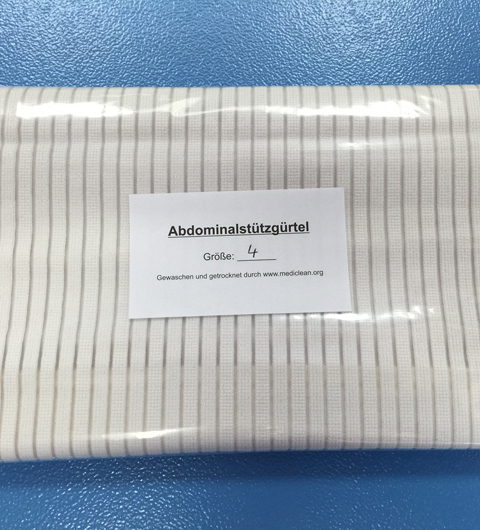 Abdominalstützgürtel
Größe: 4
Gewaschen und getrocknet durch www.mediclean.org